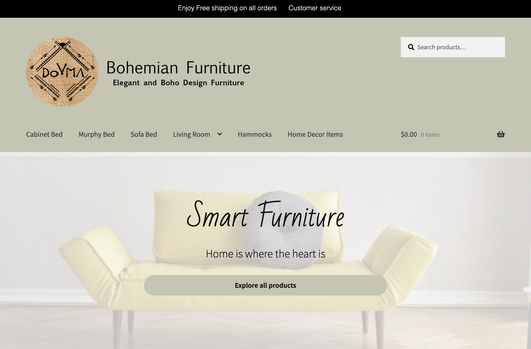 Enjoy Free shipping on all orders Customer service
DOYMA
Bohemian Furniture
Elegant and Boho Design Furniture
Search products…
Cabinet Bed Murphy Bed Sofa Bed Living Room Hammocks Home Decor Items $0.00 0 items
Smart Furniture
Home is where the heart is
Explore all products